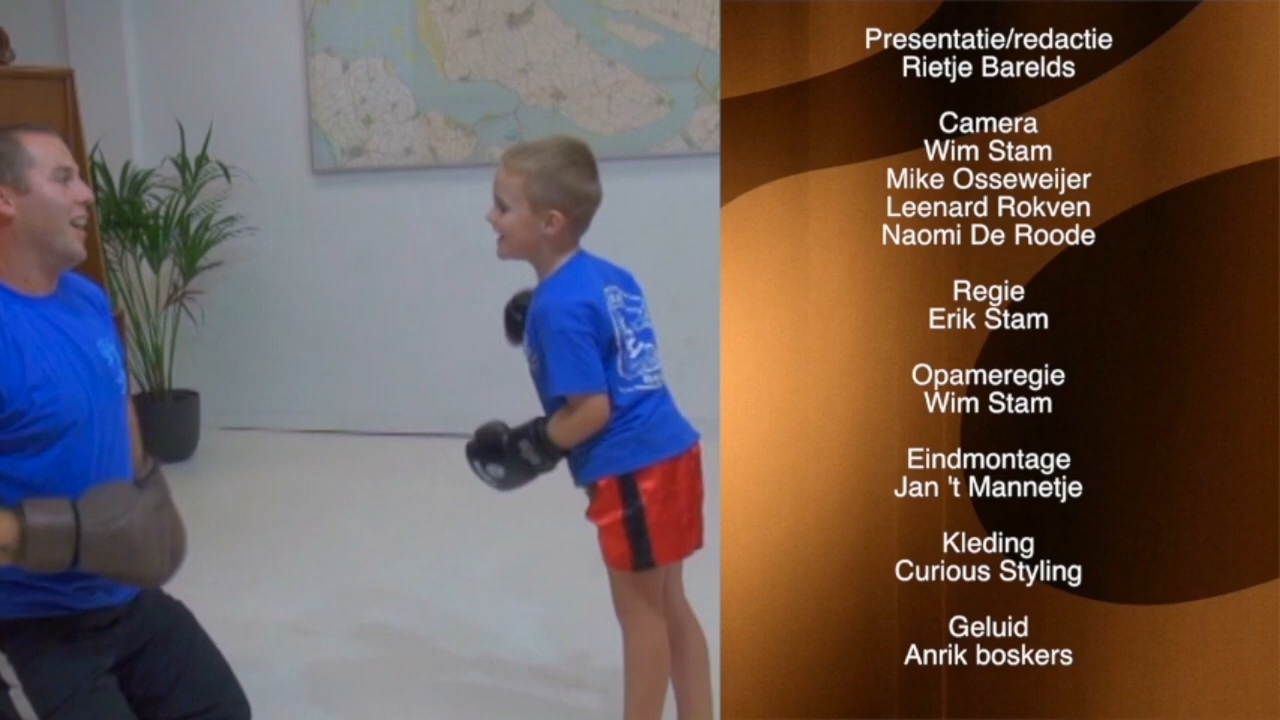 Presentatie/redactie
Rietje Barelds
Camera
Wim Stam
Mike Osseweijer
Leenard Rokven
Naomi De Roode
Regie
Erik Stam
Opameregie
Wim Stam
Eindmontage
Jan 't Mannetje
Kleding
Curious Styling
Geluid
Anrik boskers